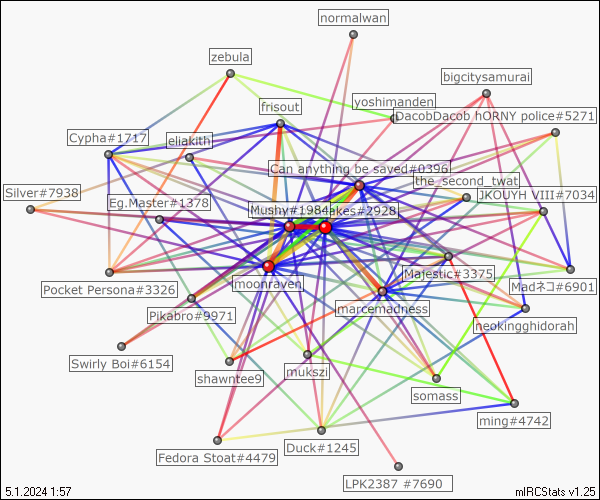 normalwan
zebula
bigcitysamurai
frisout
yoshimanden
DacobDacob hORNY police#5271
Cypha#1717
eliakith
Can anything be saved#0396
the_second_twat
Silver#7938
Eg.Master#1378
Mushy#1984
akes#2928
JKOUYH VIII#7034
Pocket Persona#3326
moonraven
Majestic#3375
Madネコ#6901
Pikabro#9971
marcemadness
neokingghidorah
Swirly Boi#6154
shawntee9
mukszi
somass
ming#4742
Fedora Stoat#4479
Duck#1245
LPK2387 #7690
5.1.2024 1:57
mIRCStats v1.25